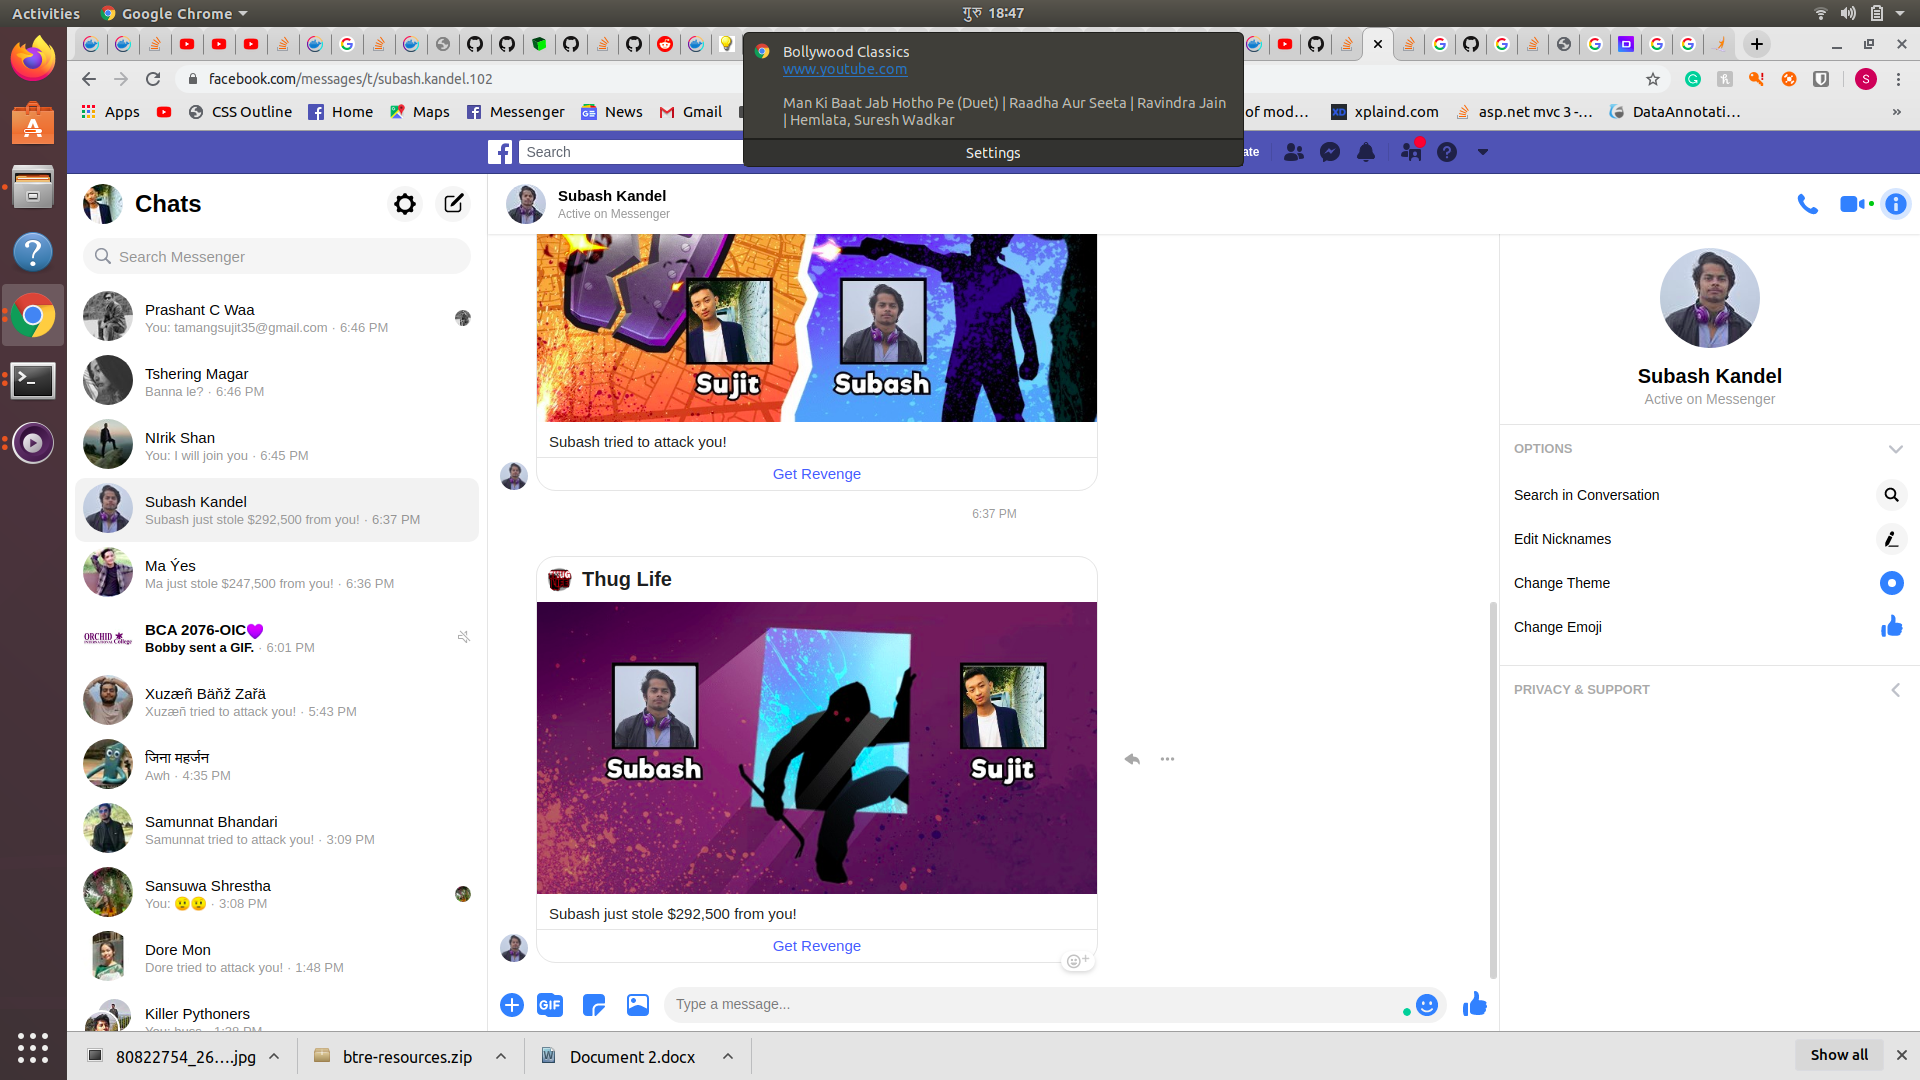 Activities
Google Chrome
गुरु 18:47
Bollywood Classics
www.youtube.com
Man Ki Baat Jab Hotho Pe (Duet) | Raadha Aur Seeta | Ravindra Jain
| Hemlata, Suresh Wadkar
Settings
facebook.com/messages/t/subash.kandel.102
S
Apps
CSS Outline
Home
Maps
Messenger
News
Gmail
of mod...
xplaind.com
asp.net mvc 3 -...
DataAnnotati...
»
Search
ate
Chats
Search Messenger
Prashant C Waa
You: tamangsujit35@gmail.com · 6:46 PM
Tshering Magar
Banna le? · 6:46 PM
NIrik Shan
You: I will join you · 6:45 PM
Subash Kandel
Subash just stole $292,500 from you! · 6:37 PM
Ma Ýes
Ma just stole $247,500 from you! · 6:36 PM
ORCHID
BCA 2076-OIC💜
Bobby sent a GIF. · 6:01 PM
Xuzæñ Bäňž Zařä
Xuzæñ tried to attack you! · 5:43 PM
जिना महर्जन
Awh · 4:35 PM
Samunnat Bhandari
Samunnat tried to attack you! · 3:09 PM
Sansuwa Shrestha
You: 😢😢 · 3:08 PM
Dore Mon
Dore tried to attack you! · 1:48 PM
Killer Pythoners
Subash Kandel
Active on Messenger
Sujit
Subash
Subash tried to attack you!
Get Revenge
6:37 PM
Thug Life
Subash
Sujit
Subash just stole $292,500 from you!
Get Revenge
GIF
Type a message...
Subash Kandel
Active on Messenger
OPTIONS
Search in Conversation
Edit Nicknames
Change Theme
Change Emoji
PRIVACY & SUPPORT
80822754_26....jpg
btre-resources.zip
Document 2.docx
Show all